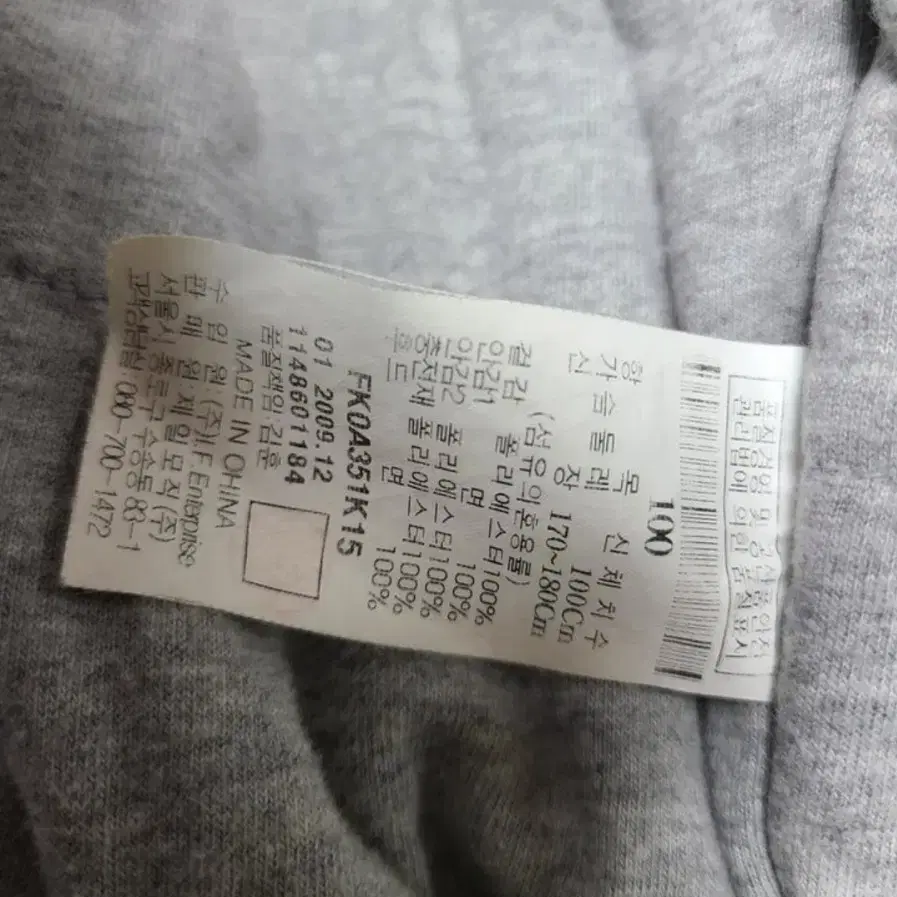 품질경영 및 공산품안전
관리법에 의한 품질표시
100
신체치수
가슴둘레 100Cm
신장 170~180Cm
(섬유의혼용률)
겉감 폴리에스터100%
안감1 면 100%
안감2 폴리에스터100%
충전재 폴리에스터100%
후드 면 100%
FK0A351K15
01 2009.12
1148601184
품질책임 검훈
MADE IN CHINA
수입원 (주)I.F.Enterprise
판매원 제일모직(주)
서울시 종로구 수송동 83-1
고객상담실 080-700-1472